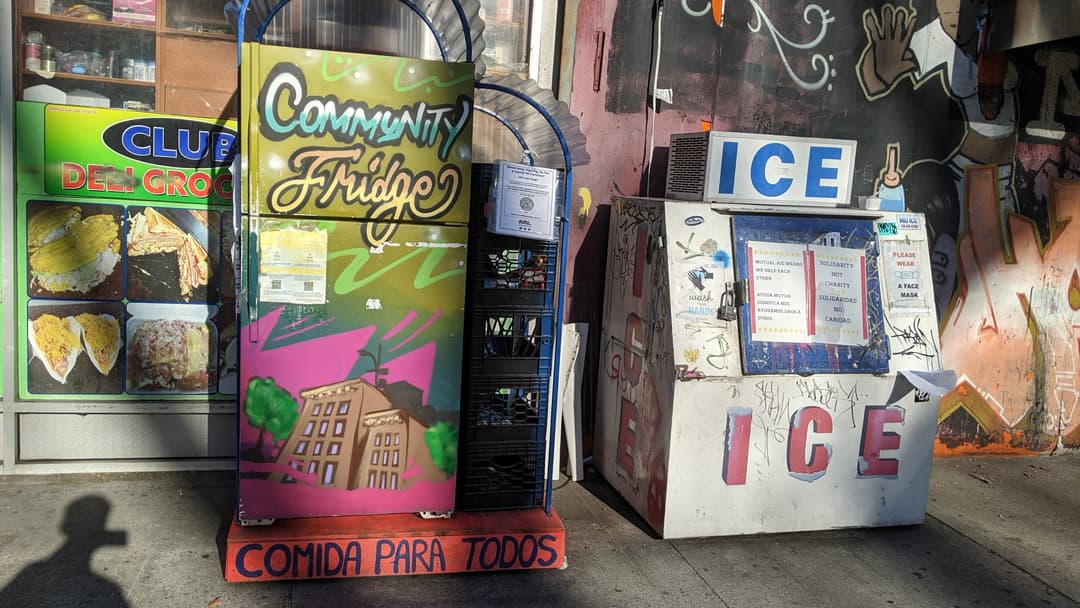 CLUB
DELI GROC
COMMUNITY
Fridge
COMIDA PARA TODOS
ICE
MUTUAL AID MEANS
WE HELP EACH
OTHER
AYUDA MUTUA
SIGNIFICA NOS
AYUDAMOS UNOS A
OTROS.
SOLIDARITY
NOT
CHARITY
SOLIDARIDAD
NO
CARIDAD
PLEASE
WEAR
A FACE
MASK
wash
HANDS
ICE
ICE